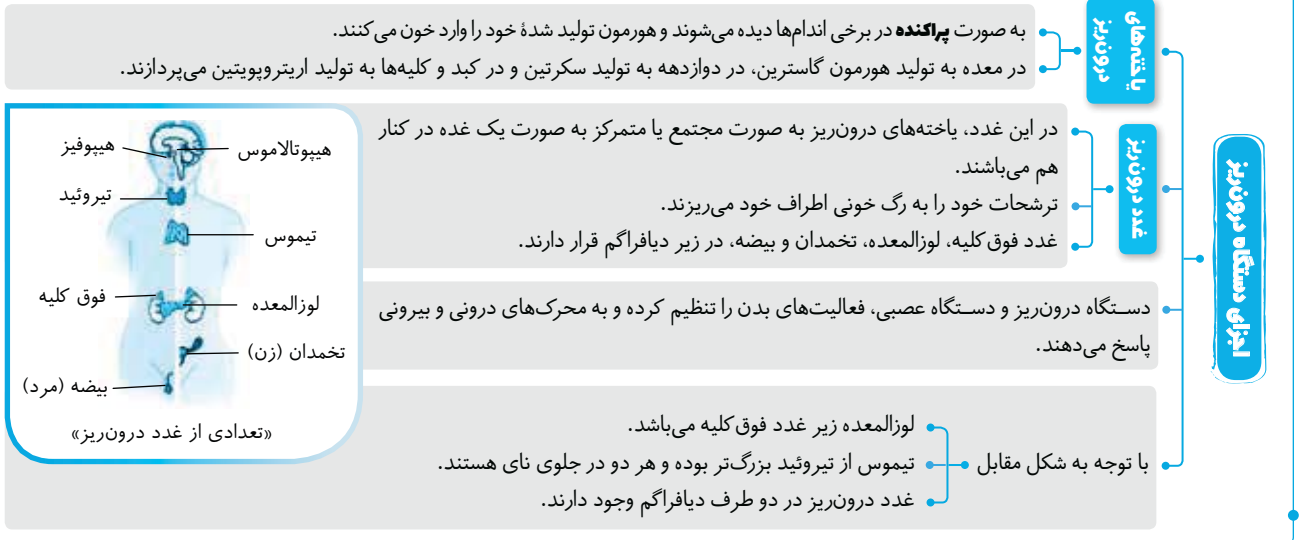 اجزای دستگاه درون‌ریز
یاخته‌های
درون‌ریز
به صورت پراکنده در برخی اندام‌ها دیده می‌شوند و هورمون تولید شدهٔ خود را وارد خون می‌کنند.
در معده به تولید هورمون گاسترین، در دوازدهه به تولید سکرتین و در کبد و کلیه‌ها به تولید اریتروپویتین می‌پردازند.
غدد درون‌ریز
در این غدد، یاخته‌های درون‌ریز به صورت مجتمع یا متمرکز به صورت یک غده در کنار
هم می‌باشند.
ترشحات خود را به رگ خونی اطراف خود می‌ریزند.
غدد فوق‌کلیه، لوزالمعده، تخمدان و بیضه، در زیر دیافراگم قرار دارند.
دستگاه درون‌ریز و دستگاه عصبی، فعالیت‌های بدن را تنظیم کرده و به محرک‌های درونی و بیرونی
پاسخ می‌دهند.
با توجه به شکل مقابل
لوزالمعده زیر غدد فوق‌کلیه می‌باشد.
تیموس از تیروئید بزرگ‌تر بوده و هر دو در جلوی نای هستند.
غدد درون‌ریز در دو طرف دیافراگم وجود دارند.
هیپوتالاموس
هیپوفیز
تیروئید
تیموس
فوق کلیه
لوزالمعده
تخمدان (زن)
بیضه (مرد)
«تعدادی از غدد درون‌ریز»